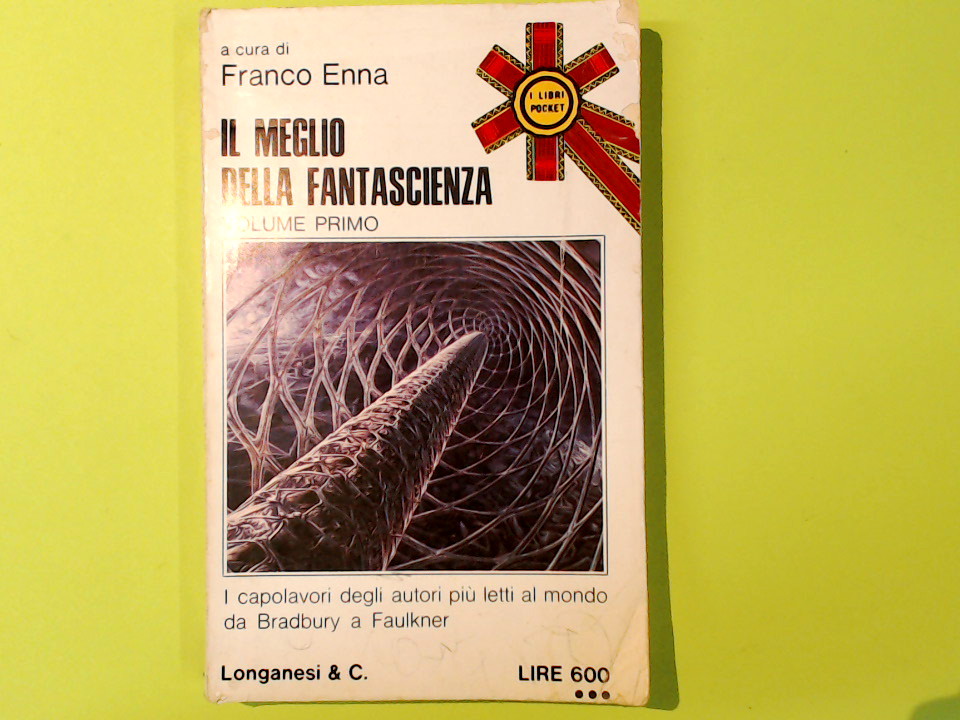 a cura di
Franco Enna
I LIBRI
POCKET
IL MEGLIO
DELLA FANTASCIENZA
VOLUME PRIMO
I capolavori degli autori più letti al mondo
da Bradbury a Faulkner
Longanesi & C.
LIRE 600